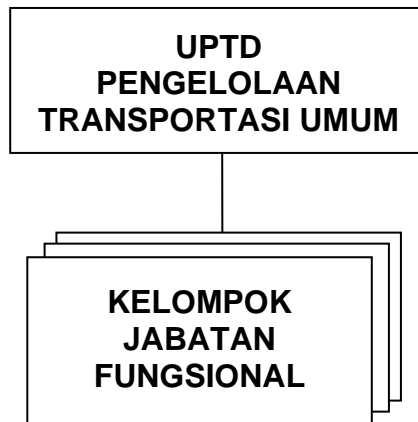 UPTD
PENGELOLAAN
TRANSPORTASI UMUM
KELOMPOK
JABATAN
FUNGSIONAL